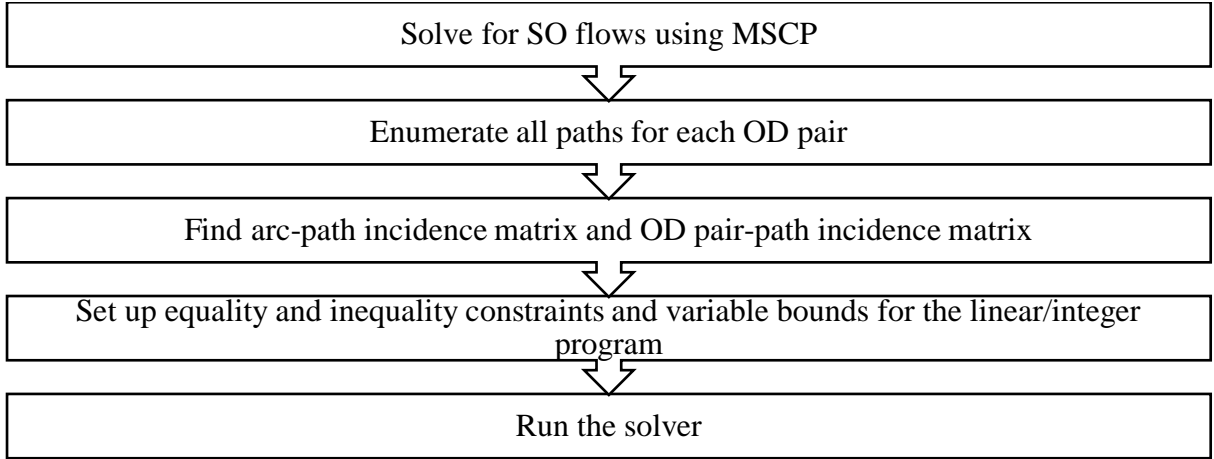 Solve for SO flows using MSCP
Enumerate all paths for each OD pair
Find arc-path incidence matrix and OD pair-path incidence matrix
Set up equality and inequality constraints and variable bounds for the linear/integer
program
Run the solver